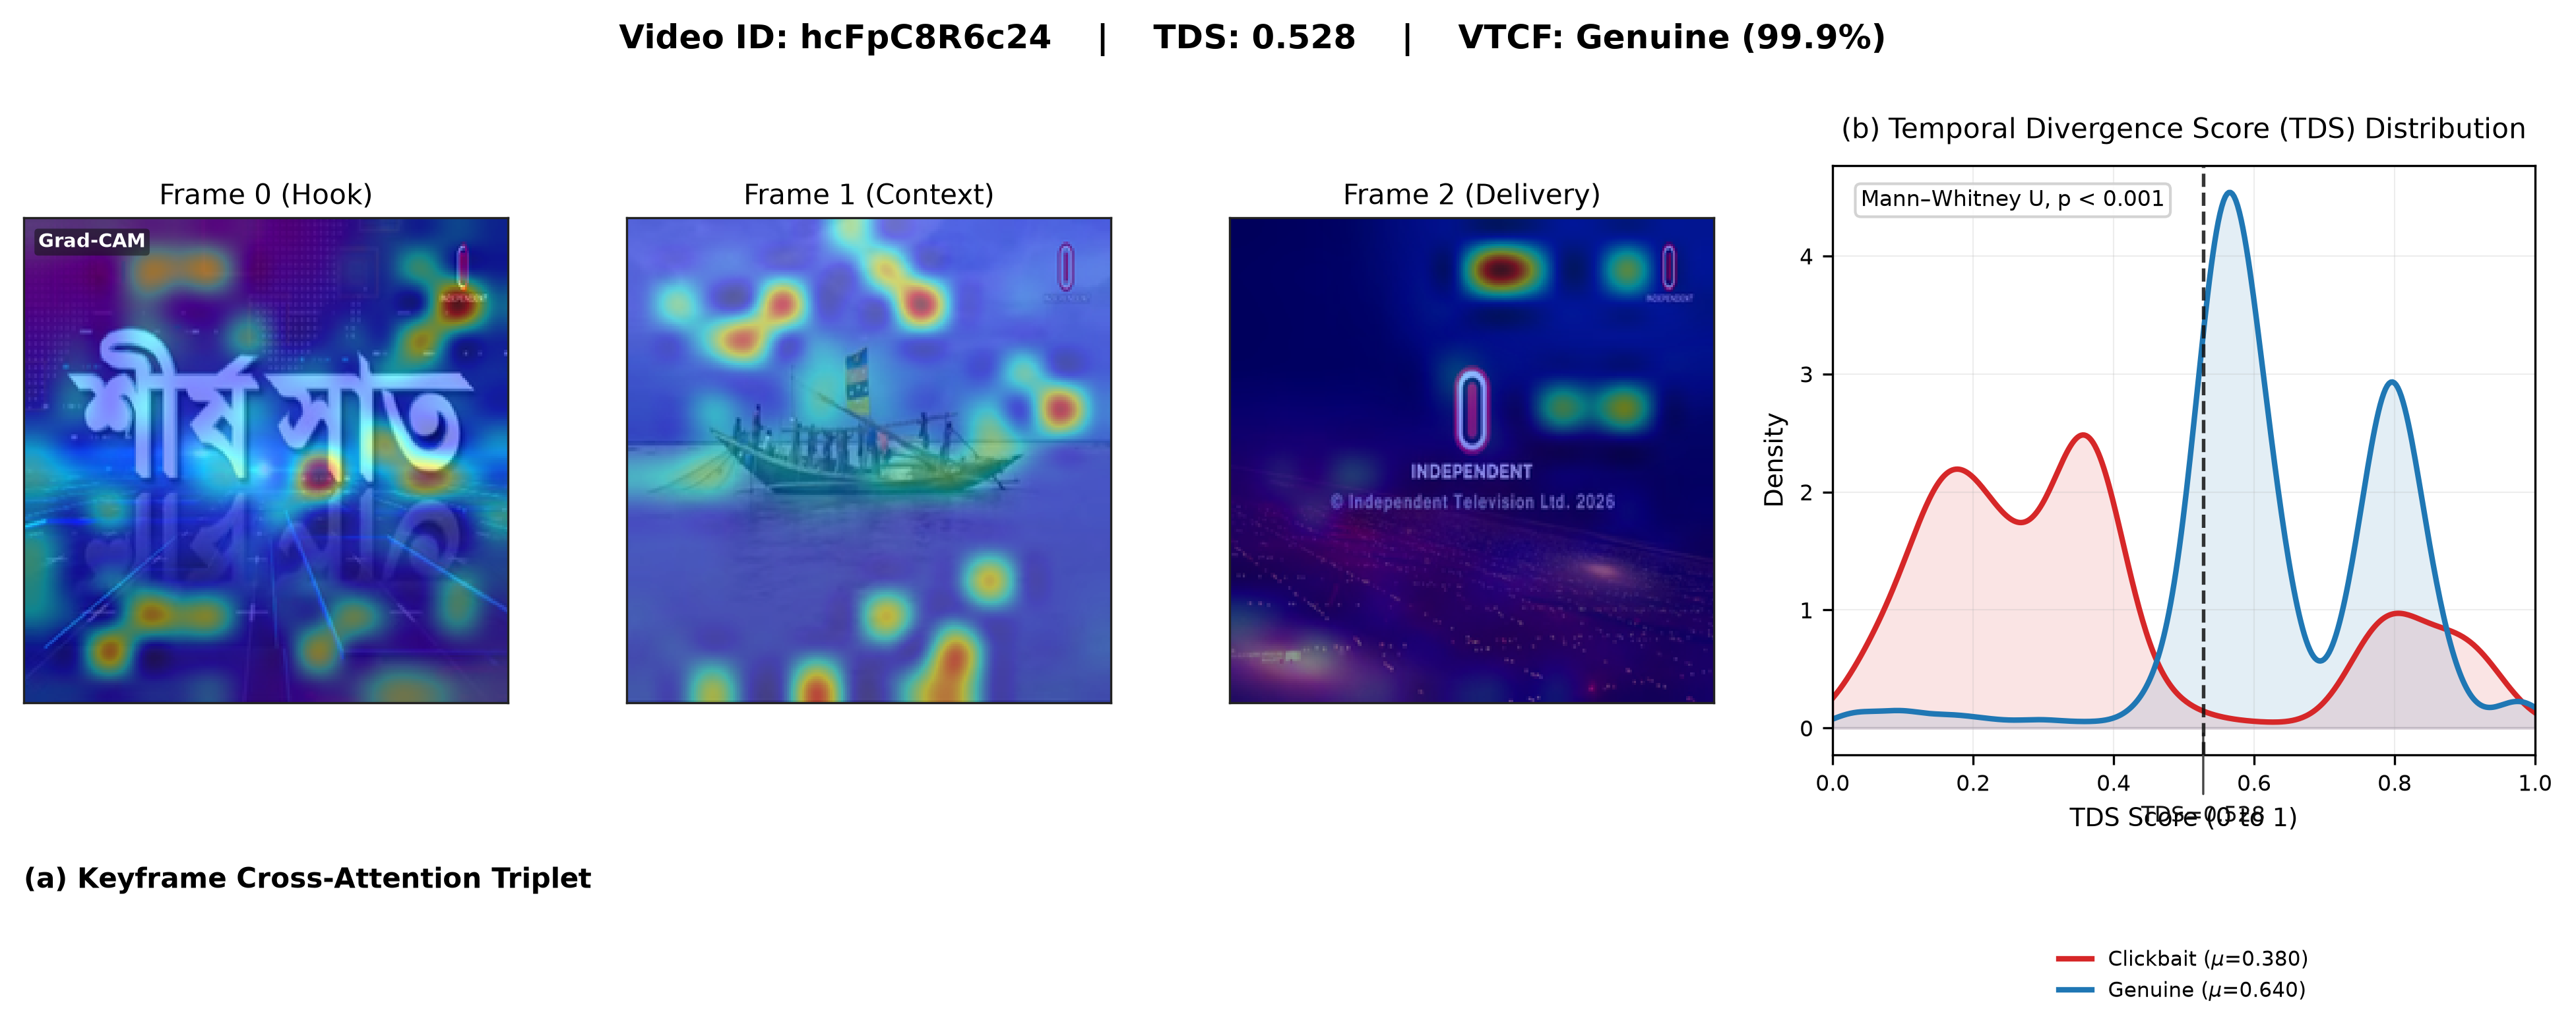 Video ID: hcFpC8R6c24 | TDS: 0.528 | VTCF: Genuine (99.9%)
Frame 0 (Hook)
Grad-CAM
INDEPENDENT
শীর্ষ সাত
Frame 1 (Context)
INDEPENDENT
Frame 2 (Delivery)
INDEPENDENT
INDEPENDENT
© Independent Television Ltd. 2026
(b) Temporal Divergence Score (TDS) Distribution
Mann–Whitney U, p < 0.001
Density
4
3
2
1
0
0.0 0.2 0.4 0.6 0.8 1.0
TDS=0.528
TDS Score (0 to 1)
(a) Keyframe Cross-Attention Triplet
Clickbait (μ=0.380)
Genuine (μ=0.640)